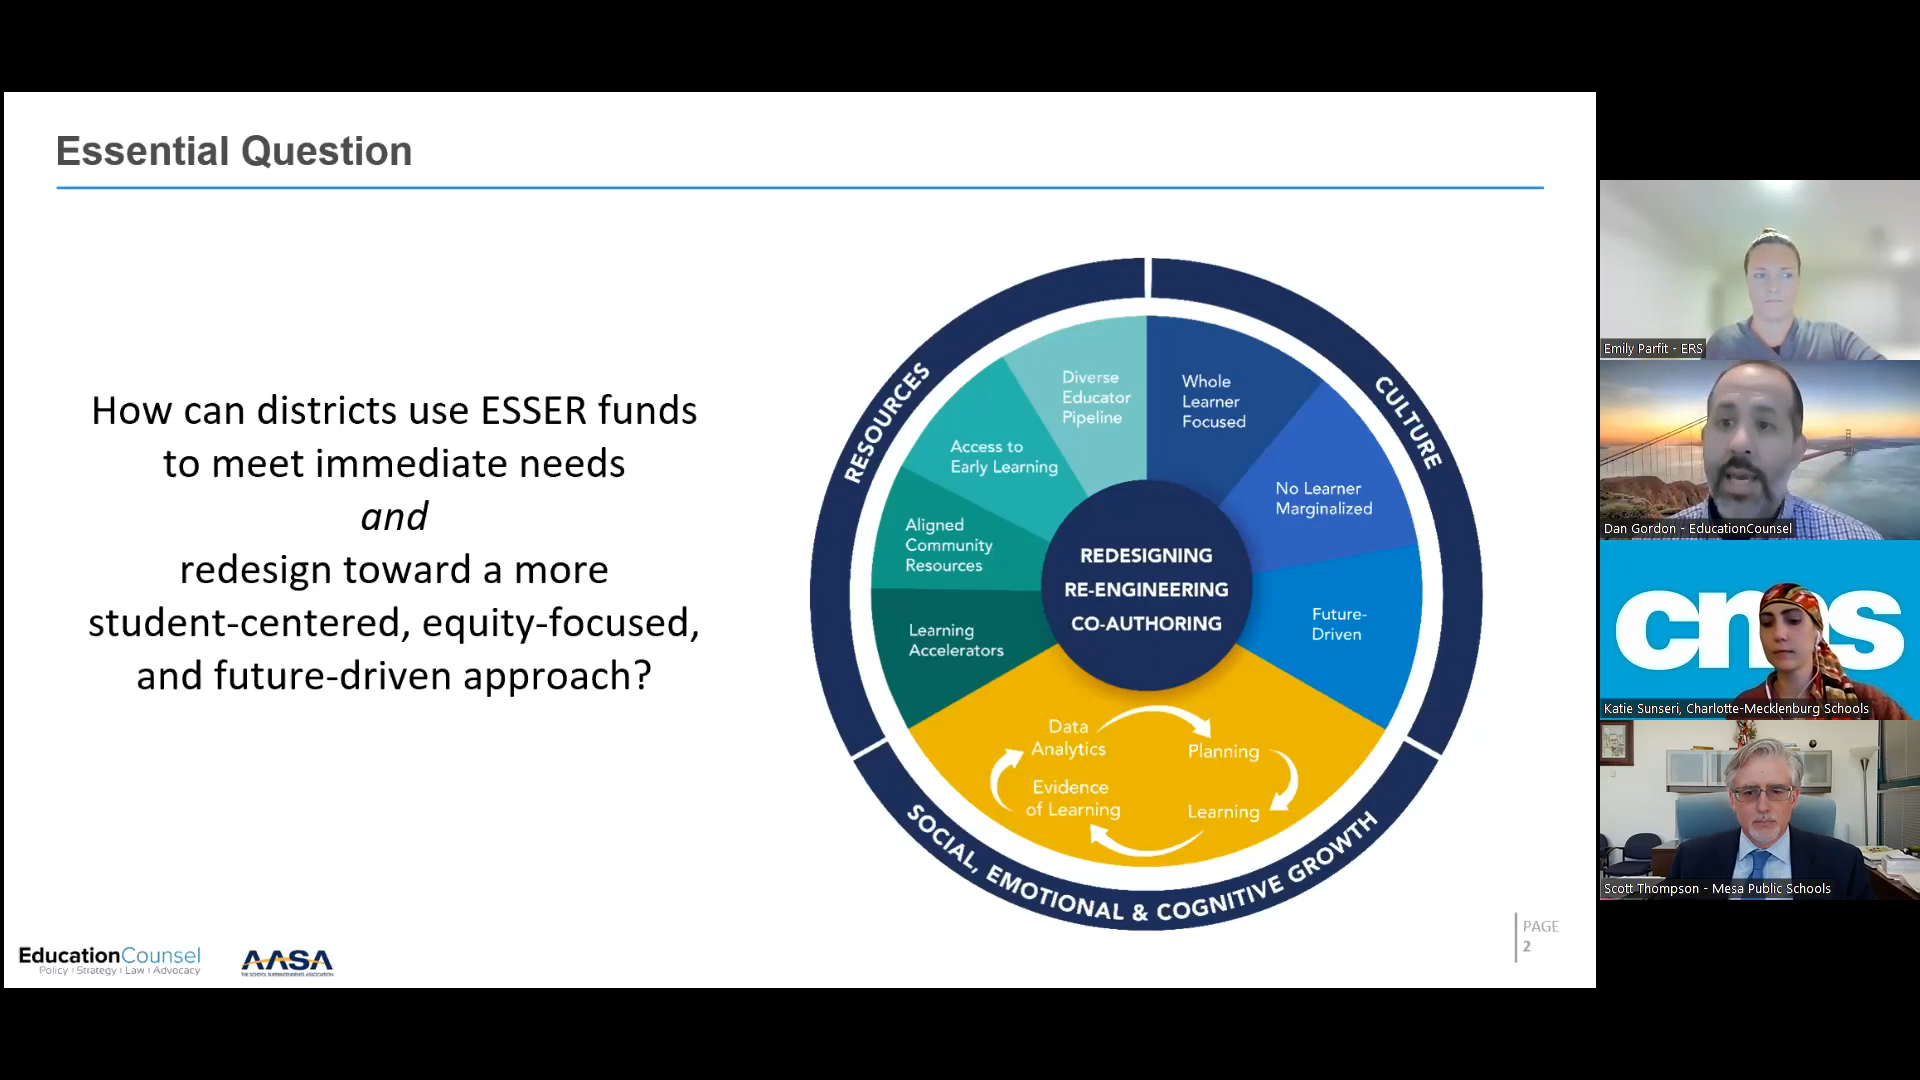 Essential Question
How can districts use ESSER funds
to meet immediate needs
and
redesign toward a more
student-centered, equity-focused,
and future-driven approach?
RESOURCES
CULTURE
SOCIAL, EMOTIONAL & COGNITIVE GROWTH
Diverse
Educator
Pipeline
Whole
Learner
Focused
Access to
Early Learning
No Learner
Marginalized
Aligned
Community
Resources
Learning
Accelerators
Future-
Driven
REDESIGNING
RE-ENGINEERING
CO-AUTHORING
Data
Analytics
Planning
Evidence
of Learning
Learning
EducationCounsel
Policy | Strategy | Law | Advocacy
AASA
THE SCHOOL SUPERINTENDENTS ASSOCIATION
PAGE
2
Emily Parfit - ERS
Dan Gordon - EducationCounsel
cms
Katie Sunseri, Charlotte-Mecklenburg Schools
Scott Thompson - Mesa Public Schools